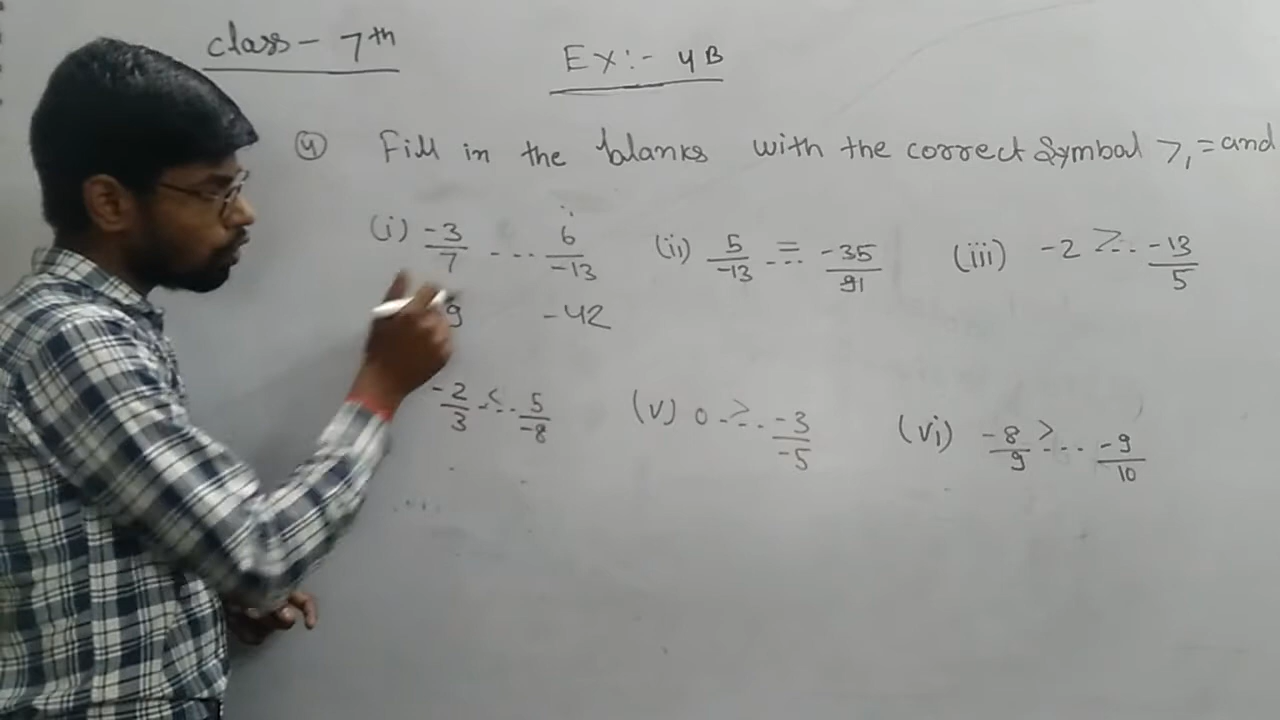 class - 7th
EX:- 4B
④ Fill in the blanks with the correct symbol >, = and
(i) -3/7 ... 6/-13 (ii) 5/-13 ...= -35/91 (iii) -2 >... -13/5
9 -42
-2/3 <... 5/-8 (v) 0 >... -3/-5 (vi) -8/9 >... -9/10